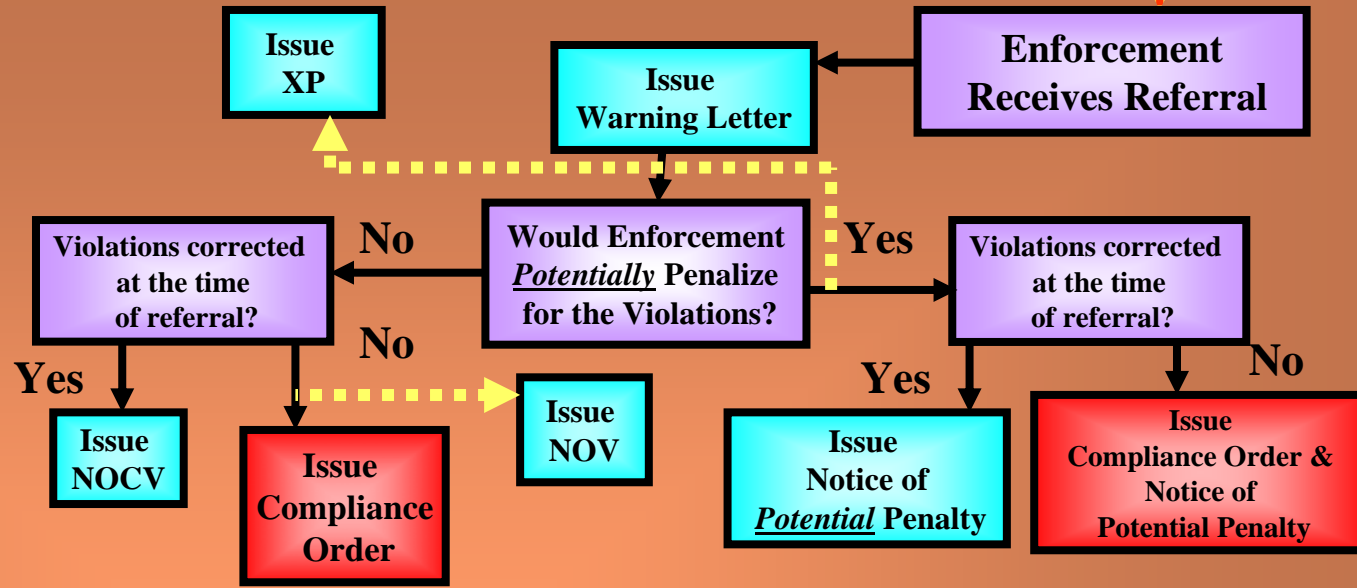 Issue
XP
Issue
Warning Letter
Enforcement
Receives Referral
Violations corrected
at the time
of referral?
No
Would Enforcement
Potentially Penalize
for the Violations?
Yes
Violations corrected
at the time
of referral?
Yes
No
Yes
No
Issue
NOCV
Issue
Compliance
Order
Issue
NOV
Issue
Notice of
Potential Penalty
Issue
Compliance Order &
Notice of
Potential Penalty